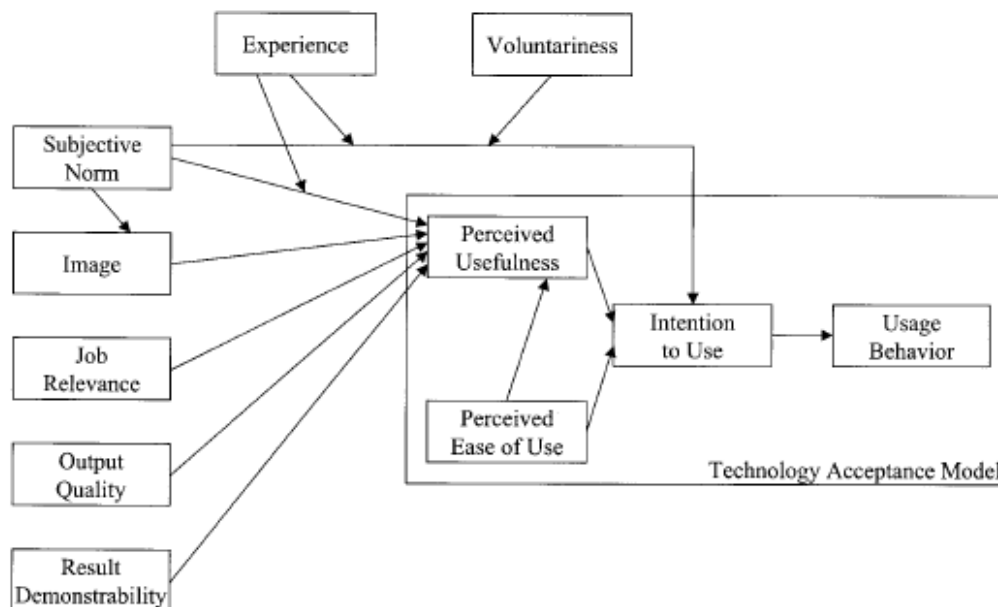 Experience
Voluntariness
Subjective
Norm
Image
Perceived
Usefulness
Intention
to Use
Usage
Behavior
Job
Relevance
Perceived
Ease of Use
Output
Quality
Technology Acceptance Model
Result
Demonstrability